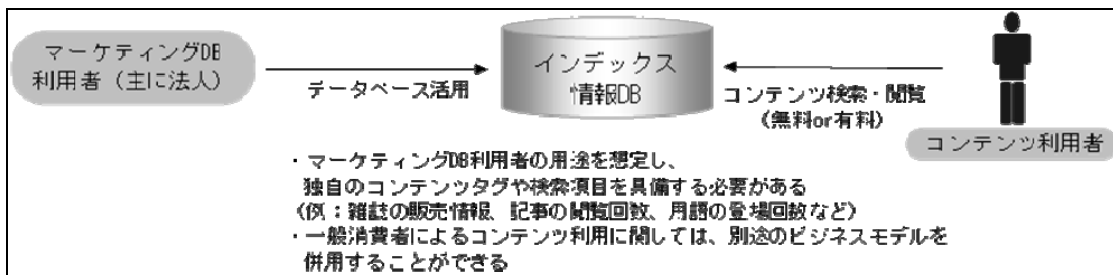 マーケティングDB
利用者（主に法人）
データベース活用
インデックス
情報DB
コンテンツ検索・閲覧
（無料or有料）
コンテンツ利用者
・マーケティングDB利用者の用途を想定し、
独自のコンテンツタグや検索項目を具備する必要がある
（例：雑誌の販売情報、記事の閲覧回数、用語の登場回数など）
・一般消費者によるコンテンツ利用に関しては、別途のビジネスモデルを
併用することができる